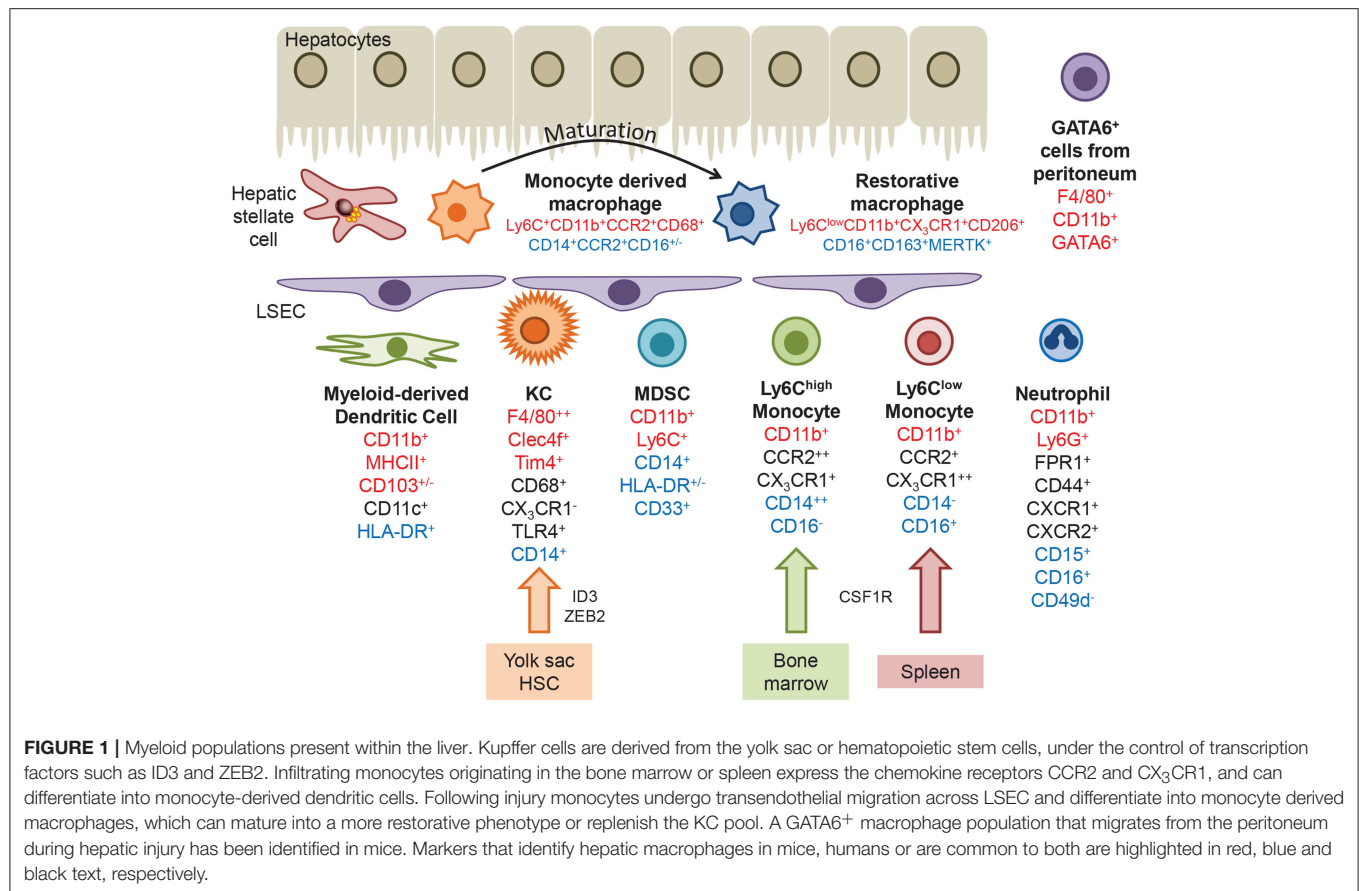 Hepatocytes
Maturation
Hepatic
stellate
cell
Monocyte derived
macrophage
Ly6C⁺CD11b⁺CCR2⁺CD68⁺
CD14⁺CCR2⁺CD16⁺/⁻
Restorative
macrophage
Ly6CˡᵒʷCD11b⁺CX₃CR1⁺CD206⁺
CD16⁺CD163⁺MERTK⁺
GATA6⁺
cells from
peritoneum
F4/80⁺
CD11b⁺
GATA6⁺
LSEC
Myeloid-derived
Dendritic Cell
CD11b⁺
MHCII⁺
CD103⁺/⁻
CD11c⁺
HLA-DR⁺
KC
F4/80⁺⁺
Clec4f⁺
Tim4⁺
CD68⁺
CX₃CR1⁻
TLR4⁺
CD14⁺
ID3
ZEB2
Yolk sac
HSC
MDSC
CD11b⁺
Ly6C⁺
CD14⁺
HLA-DR⁺/⁻
CD33⁺
Ly6Cʰⁱᵍʰ
Monocyte
CD11b⁺
CCR2⁺⁺
CX₃CR1⁺
CD14⁺⁺
CD16⁻
Bone
marrow
CSF1R
Ly6Cˡᵒʷ
Monocyte
CD11b⁺
CCR2⁺
CX₃CR1⁺⁺
CD14⁻
CD16⁺
Spleen
Neutrophil
CD11b⁺
Ly6G⁺
FPR1⁺
CD44⁺
CXCR1⁺
CXCR2⁺
CD15⁺
CD16⁺
CD49d⁻
FIGURE 1 | Myeloid populations present within the liver. Kupffer cells are derived from the yolk sac or hematopoietic stem cells, under the control of transcription
factors such as ID3 and ZEB2. Infiltrating monocytes originating in the bone marrow or spleen express the chemokine receptors CCR2 and CX₃CR1, and can
differentiate into monocyte-derived dendritic cells. Following injury monocytes undergo transendothelial migration across LSEC and differentiate into monocyte derived
macrophages, which can mature into a more restorative phenotype or replenish the KC pool. A GATA6⁺ macrophage population that migrates from the peritoneum
during hepatic injury has been identified in mice. Markers that identify hepatic macrophages in mice, humans or are common to both are highlighted in red, blue and
black text, respectively.